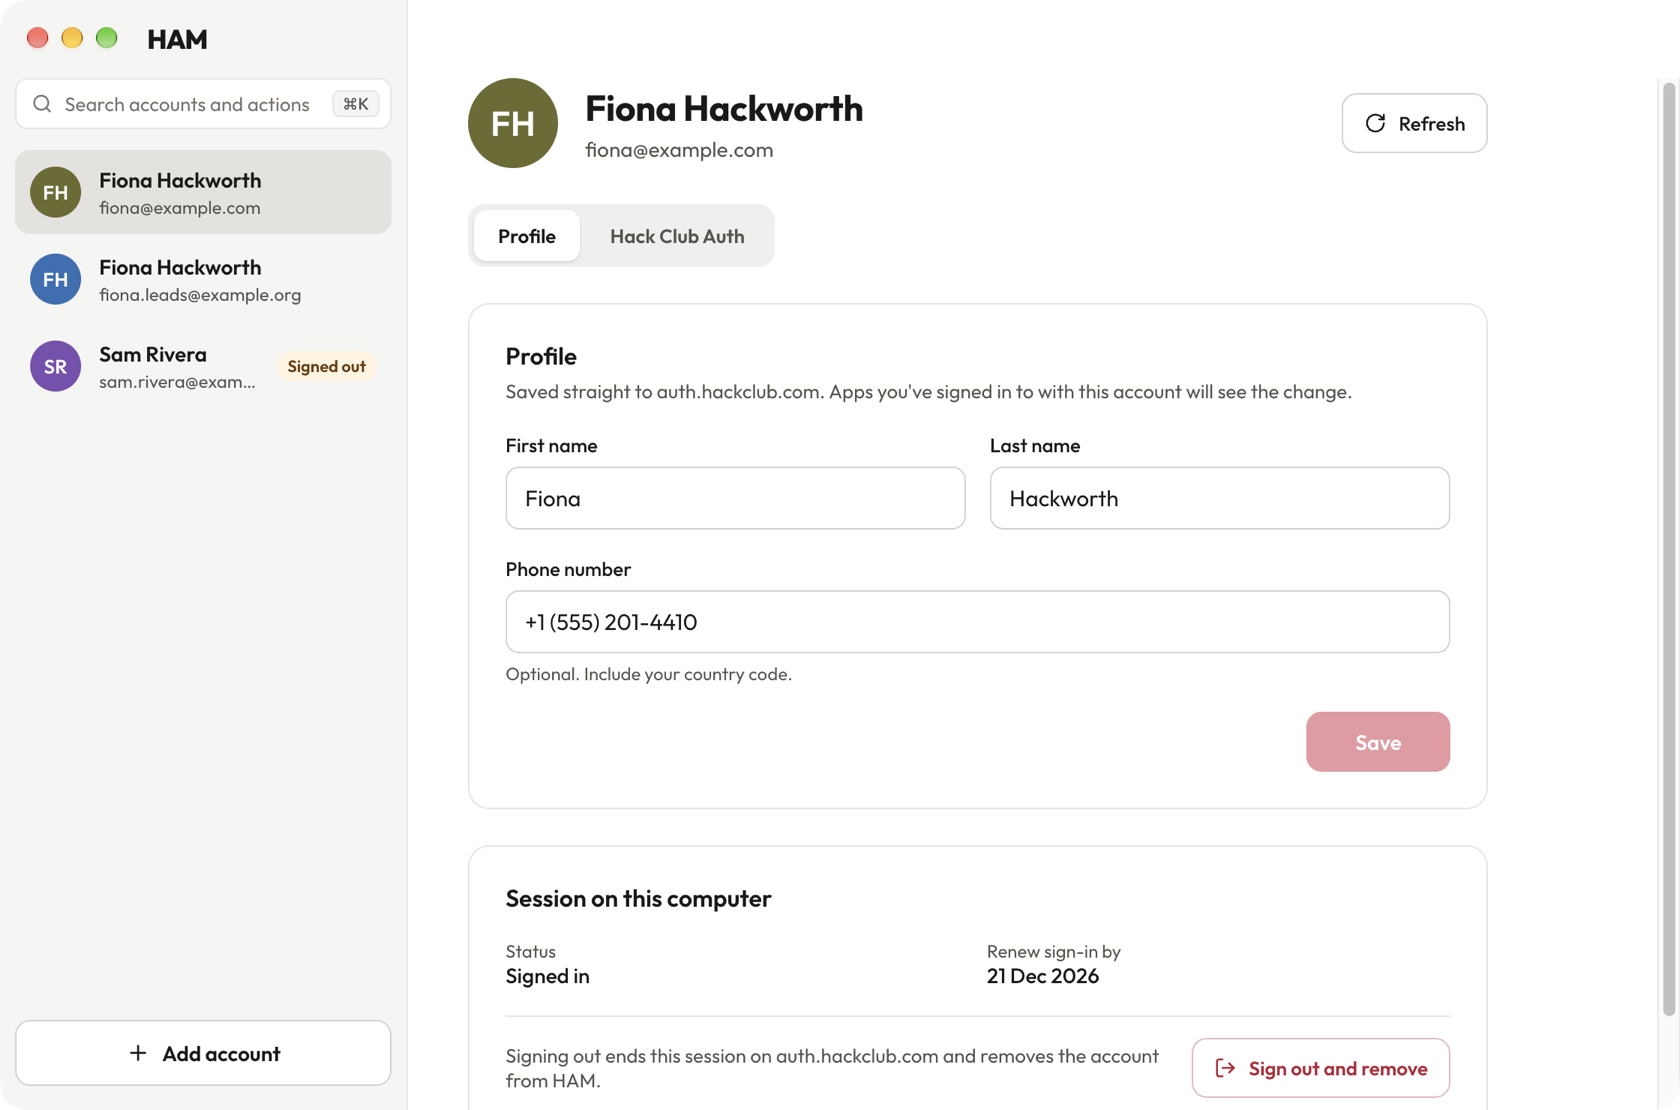 HAM
Search accounts and actions
⌘K
FH
Fiona Hackworth
fiona@example.com
FH
Fiona Hackworth
fiona.leads@example.org
SR
Sam Rivera
sam.rivera@exam...
Signed out
Add account
FH
Fiona Hackworth
fiona@example.com
Refresh
Profile
Hack Club Auth
Profile
Saved straight to auth.hackclub.com. Apps you've signed in to with this account will see the change.
First name
Last name
Fiona
Hackworth
Phone number
+1 (555) 201-4410
Optional. Include your country code.
Save
Session on this computer
Status
Renew sign-in by
Signed in
21 Dec 2026
Signing out ends this session on auth.hackclub.com and removes the account
from HAM.
Sign out and remove